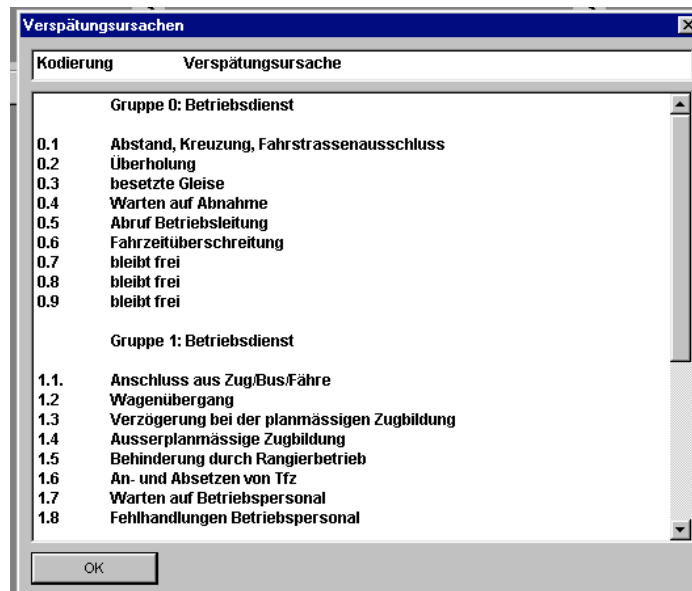 Verspätungsursachen
Kodierung Verspätungsursache
Gruppe 0: Betriebsdienst
0.1 Abstand, Kreuzung, Fahrstrassenausschluss
0.2 Überholung
0.3 besetzte Gleise
0.4 Warten auf Abnahme
0.5 Abruf Betriebsleitung
0.6 Fahrzeitüberschreitung
0.7 bleibt frei
0.8 bleibt frei
0.9 bleibt frei
Gruppe 1: Betriebsdienst
1.1. Anschluss aus Zug/Bus/Fähre
1.2 Wagenübergang
1.3 Verzögerung bei der planmässigen Zugbildung
1.4 Ausserplanmässige Zugbildung
1.5 Behinderung durch Rangierbetrieb
1.6 An- und Absetzen von Tfz
1.7 Warten auf Betriebspersonal
1.8 Fehlhandlungen Betriebspersonal
OK